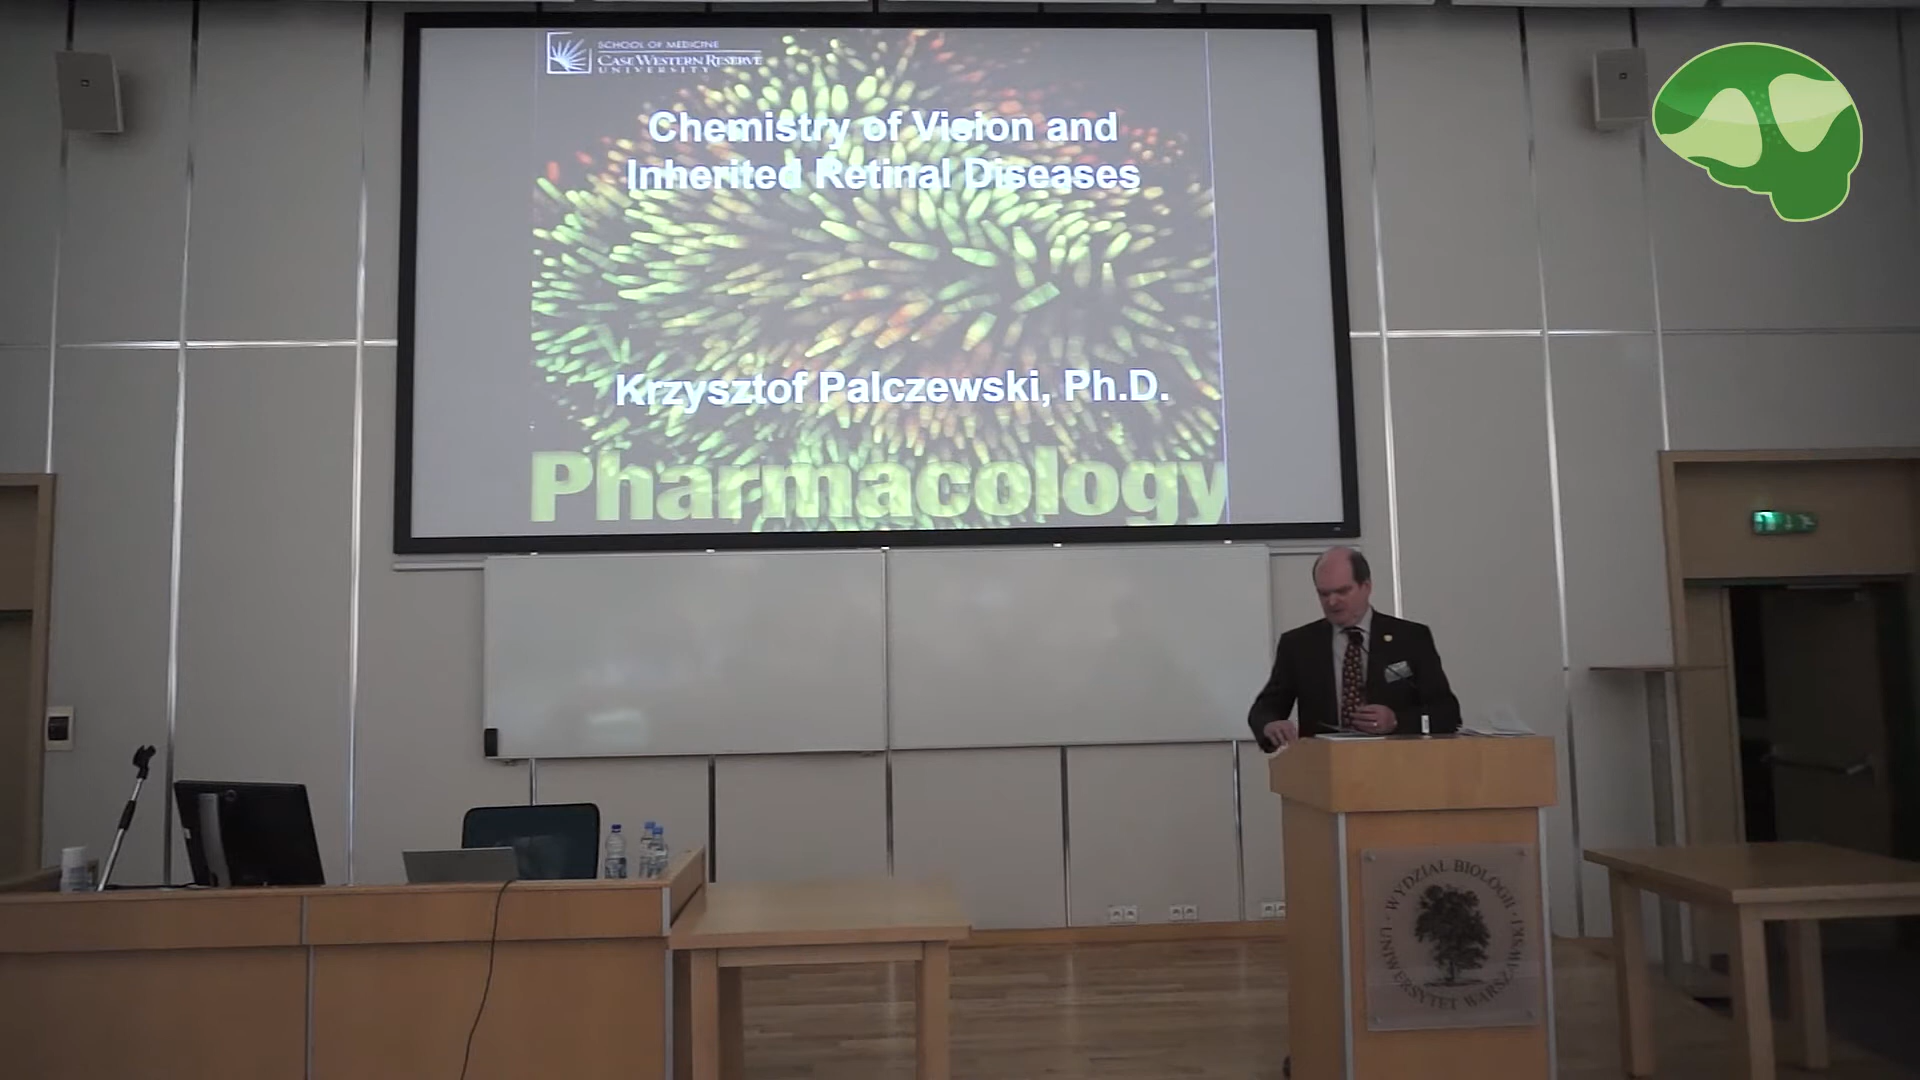 SCHOOL OF MEDICINE
CASE WESTERN RESERVE
UNIVERSITY
Chemistry of Vision and
Inherited Retinal Diseases
Krzysztof Palczewski, Ph.D.
Pharmacology
WYDZIAŁ BIOLOGII
UNIWERSYTET WARSZAWSKI